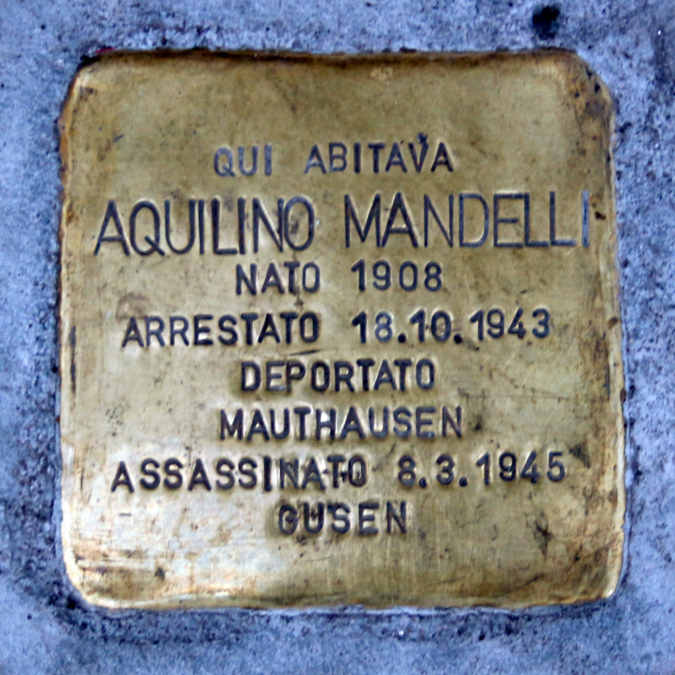 QUI ABITAVA
AQUILINO MANDELLI
NATO 1908
ARRESTATO 18.10.1943
DEPORTATO
MAUTHAUSEN
ASSASSINATO 8.3.1945
GUSEN